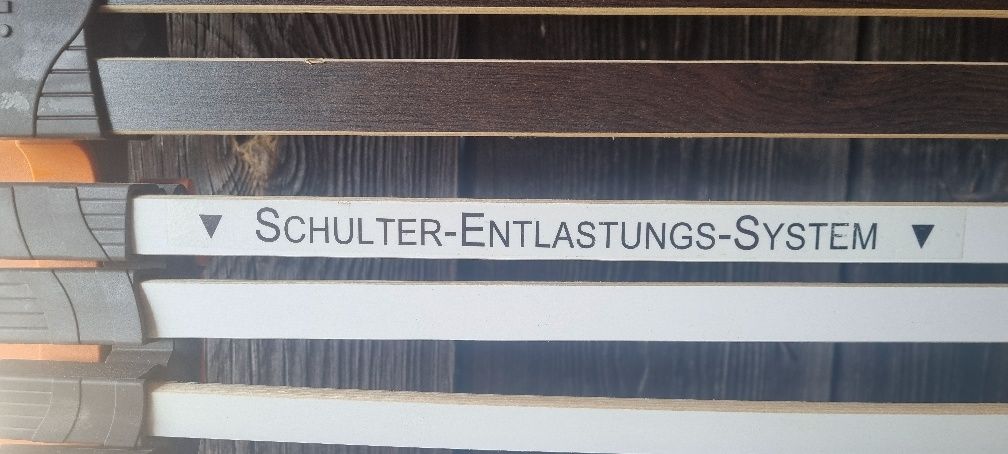 ▼ SCHULTER-ENTLASTUNGS-SYSTEM ▼